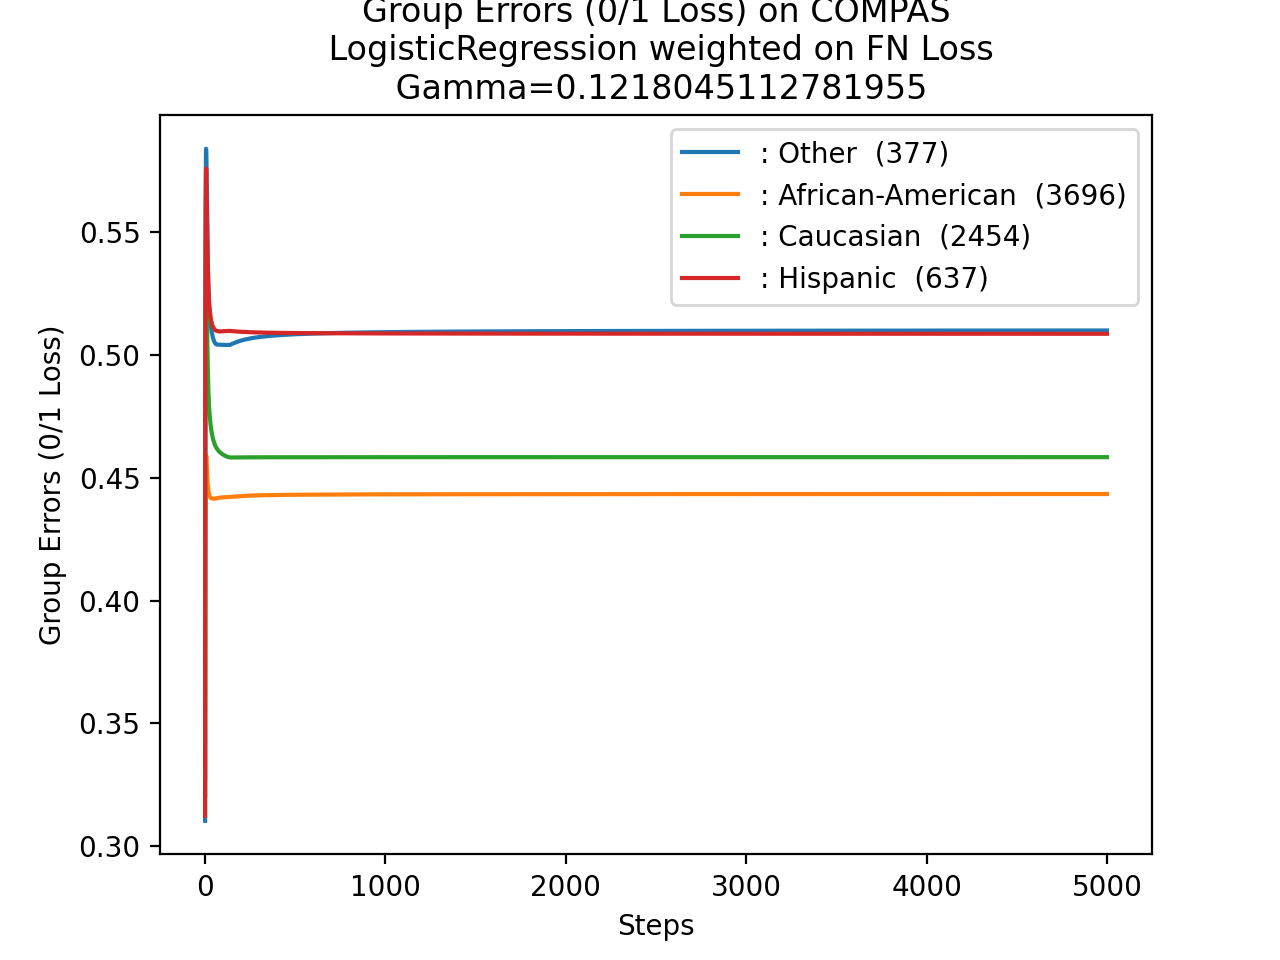 Group Errors (0/1 Loss) on COMPAS
LogisticRegression weighted on FN Loss
Gamma=0.1218045112781955
: Other (377)
: African-American (3696)
: Caucasian (2454)
: Hispanic (637)
Group Errors (0/1 Loss)
0.55
0.50
0.45
0.40
0.35
0.30
0 1000 2000 3000 4000 5000
Steps